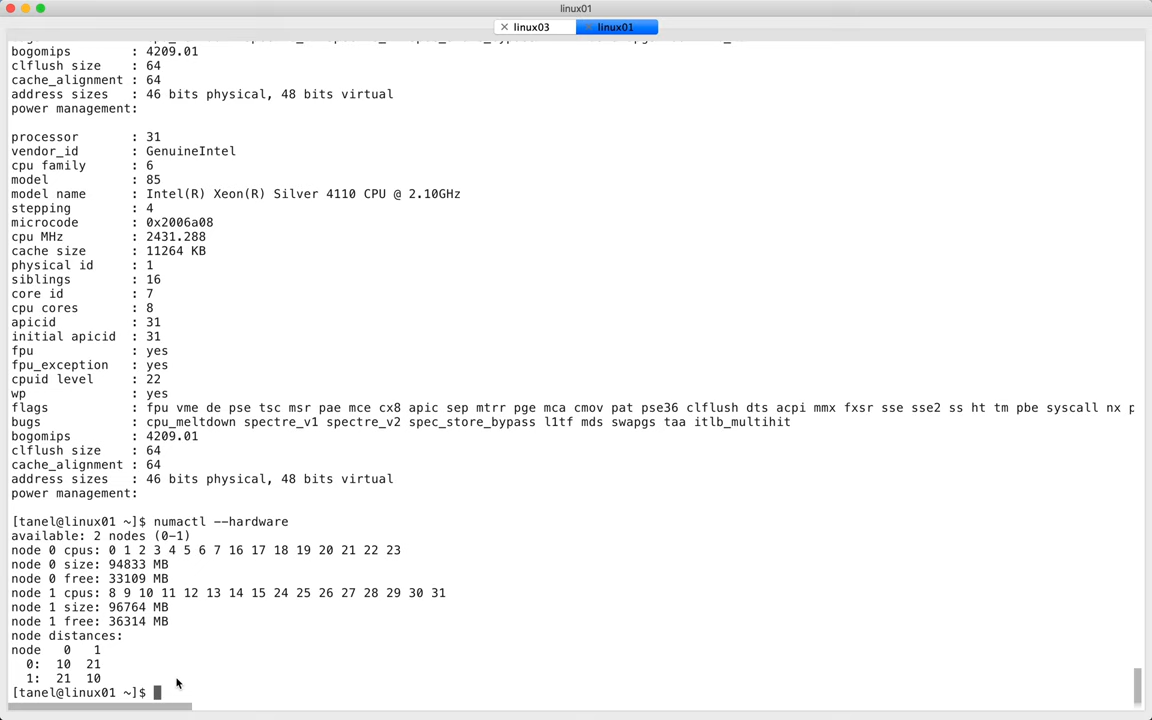 linux01
✕ linux03
linux01
bogomips : 4209.01
clflush size : 64
cache_alignment : 64
address sizes : 46 bits physical, 48 bits virtual
power management:
processor : 31
vendor_id : GenuineIntel
cpu family : 6
model : 85
model name : Intel(R) Xeon(R) Silver 4110 CPU @ 2.10GHz
stepping : 4
microcode : 0x2006a08
cpu MHz : 2431.288
cache size : 11264 KB
physical id : 1
siblings : 16
core id : 7
cpu cores : 8
apicid : 31
initial apicid : 31
fpu : yes
fpu_exception : yes
cpuid level : 22
wp : yes
flags : fpu vme de pse tsc msr pae mce cx8 apic sep mtrr pge mca cmov pat pse36 clflush dts acpi mmx fxsr sse sse2 ss ht tm pbe syscall nx p
bugs : cpu_meltdown spectre_v1 spectre_v2 spec_store_bypass l1tf mds swapgs taa itlb_multihit
bogomips : 4209.01
clflush size : 64
cache_alignment : 64
address sizes : 46 bits physical, 48 bits virtual
power management:
[tanel@linux01 ~]$ numactl --hardware
available: 2 nodes (0-1)
node 0 cpus: 0 1 2 3 4 5 6 7 16 17 18 19 20 21 22 23
node 0 size: 94833 MB
node 0 free: 33109 MB
node 1 cpus: 8 9 10 11 12 13 14 15 24 25 26 27 28 29 30 31
node 1 size: 96764 MB
node 1 free: 36314 MB
node distances:
node 0 1
0: 10 21
1: 21 10
[tanel@linux01 ~]$